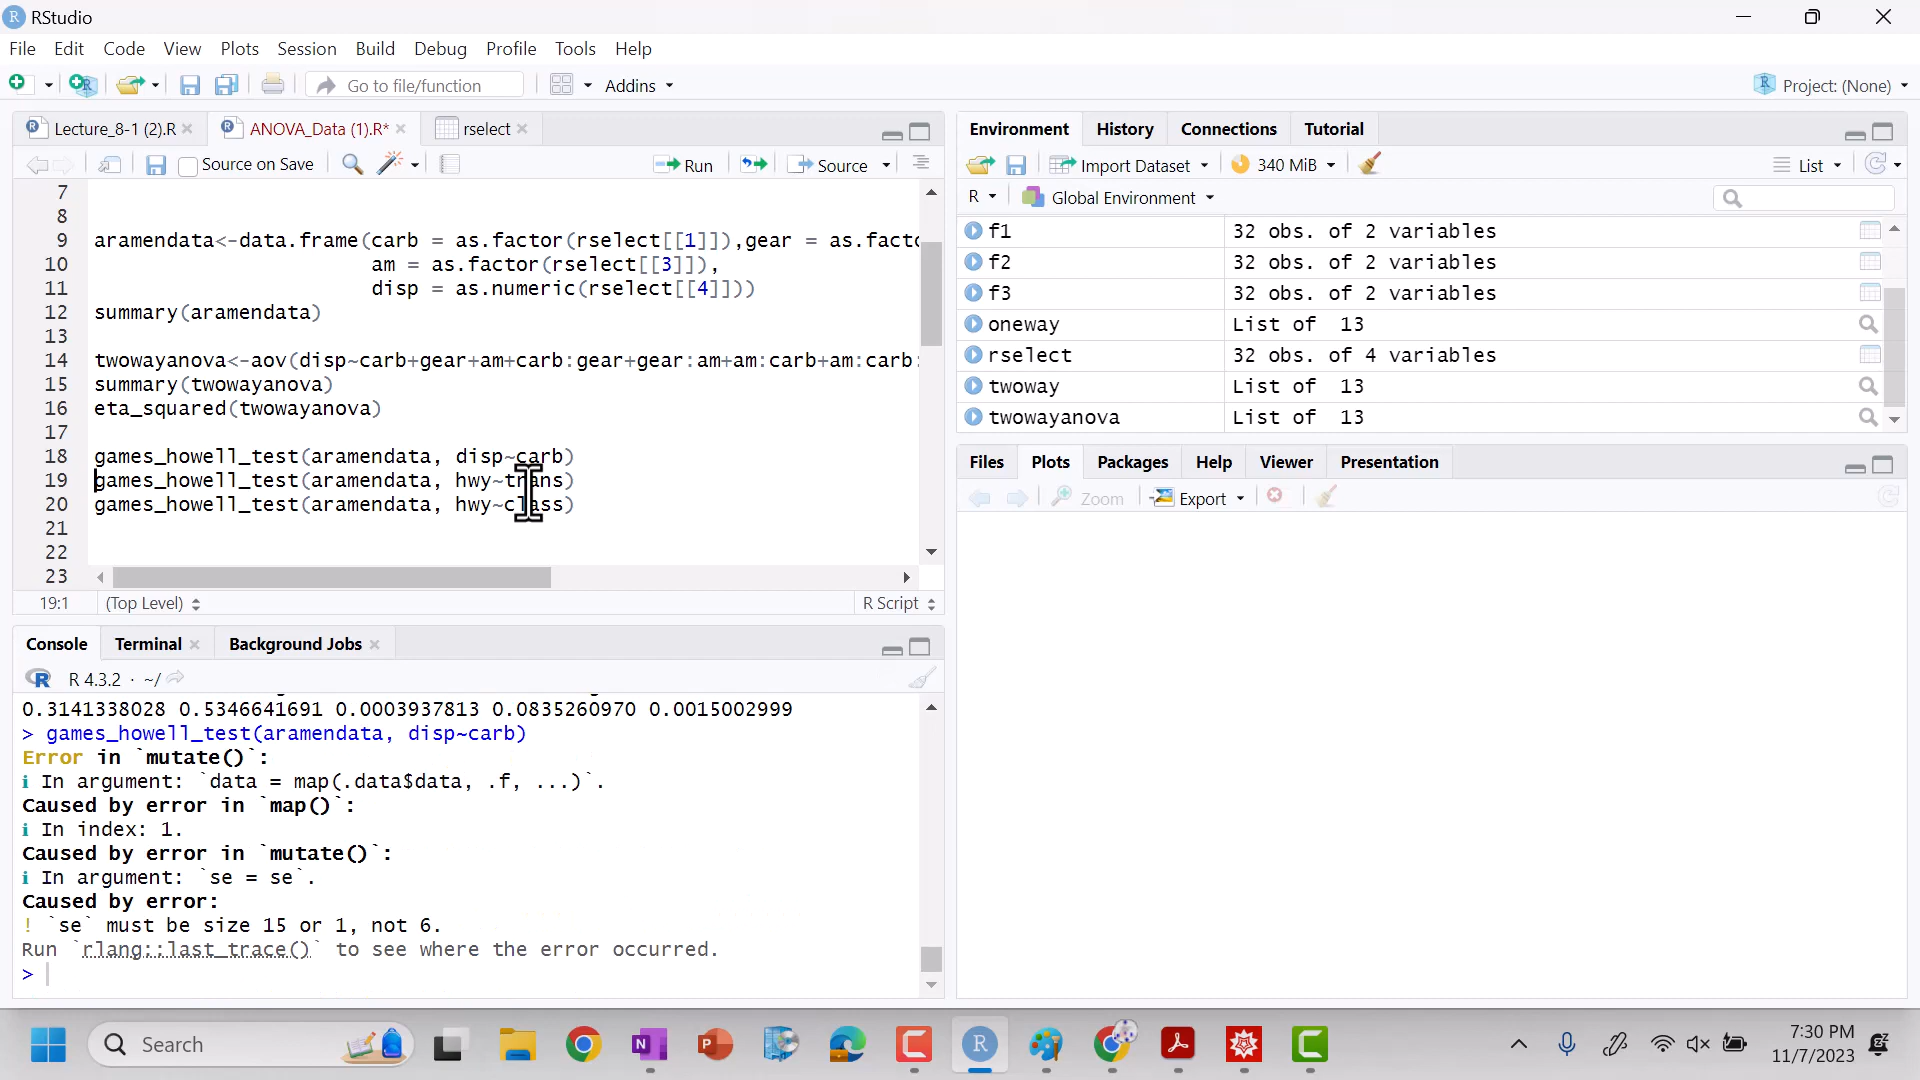 RStudio
File Edit Code View Plots Session Build Debug Profile Tools Help
Go to file/function Addins Project: (None)
Lecture_8-1 (2).R ANOVA_Data (1).R* rselect
Source on Save Run Source
7
8
9 aramendata<-data.frame(carb = as.factor(rselect[[1]]),gear = as.facto
10 am = as.factor(rselect[[3]]),
11 disp = as.numeric(rselect[[4]]))
12 summary(aramendata)
13
14 twowayanova<-aov(disp~carb+gear+am+carb:gear+gear:am+am:carb+am:carb:
15 summary(twowayanova)
16 eta_squared(twowayanova)
17
18 games_howell_test(aramendata, disp~carb)
19 games_howell_test(aramendata, hwy~trans)
20 games_howell_test(aramendata, hwy~class)
21
22
23
19:1 (Top Level) R Script
Console Terminal Background Jobs
R 4.3.2 · ~/
0.3141338028 0.5346641691 0.0003937813 0.0835260970 0.0015002999
> games_howell_test(aramendata, disp~carb)
Error in `mutate()`:
ℹ In argument: `data = map(.data$data, .f, ...)`.
Caused by error in `map()`:
ℹ In index: 1.
Caused by error in `mutate()`:
ℹ In argument: `se = se`.
Caused by error:
! `se` must be size 15 or 1, not 6.
Run `rlang::last_trace()` to see where the error occurred.
>
Environment History Connections Tutorial
Import Dataset 340 MiB List
R Global Environment
f1 32 obs. of 2 variables
f2 32 obs. of 2 variables
f3 32 obs. of 2 variables
oneway List of 13
rselect 32 obs. of 4 variables
twoway List of 13
twowayanova List of 13
Files Plots Packages Help Viewer Presentation
Zoom Export
Search
7:30 PM
11/7/2023